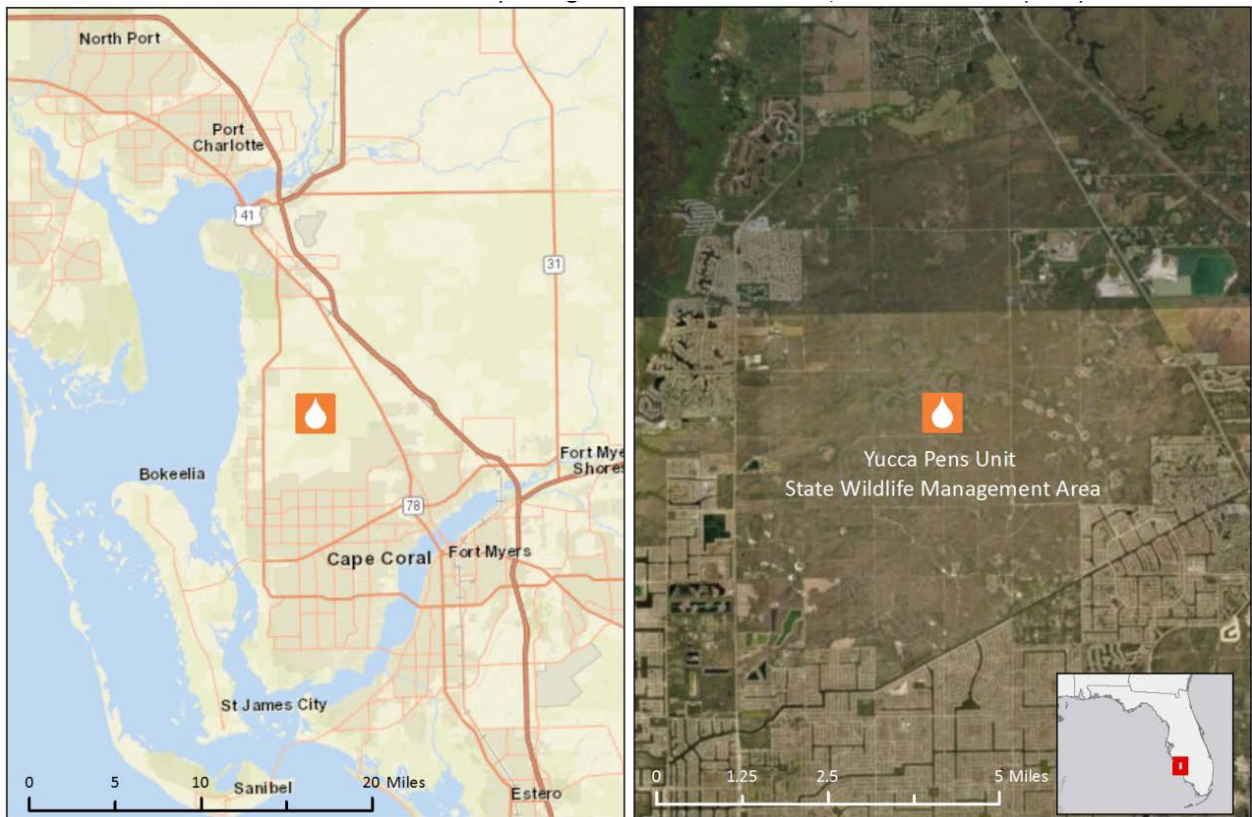 North Port
Port
Charlotte
41
31
Bokeelia
Fort Mye
Shores
78
Cape Coral
Fort Myers
St James City
0 5 10 20 Miles
Sanibel
Estero
Yucca Pens Unit
State Wildlife Management Area
0 1.25 2.5 5 Miles